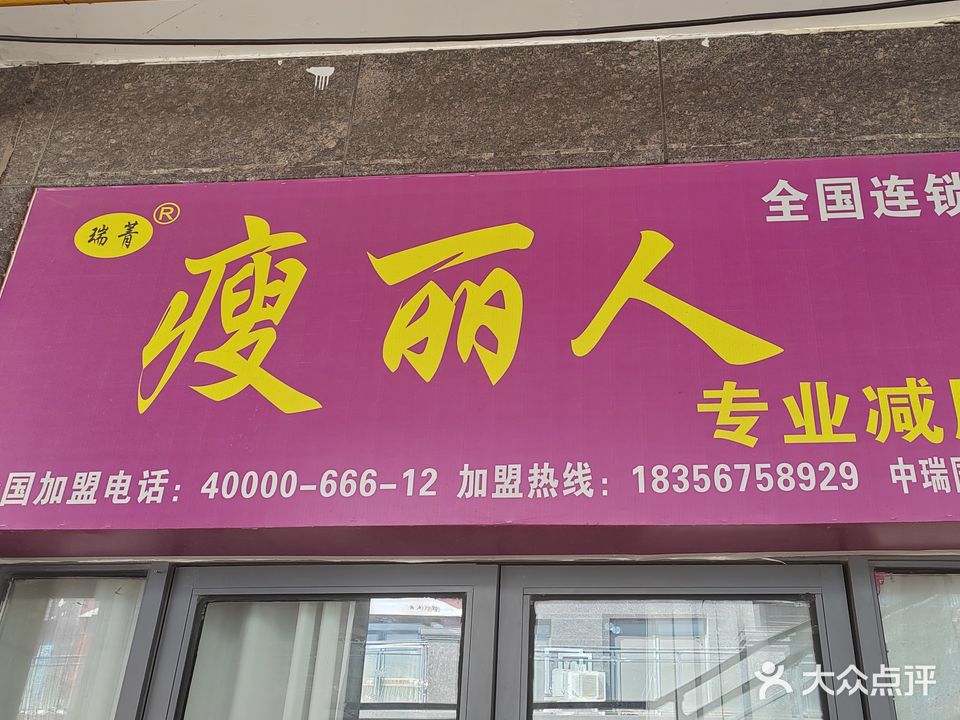 全国连锁
瑞菁®
瘦丽人
专业减
国加盟电话：40000-666-12 加盟热线：18356758929 中瑞
大众点评